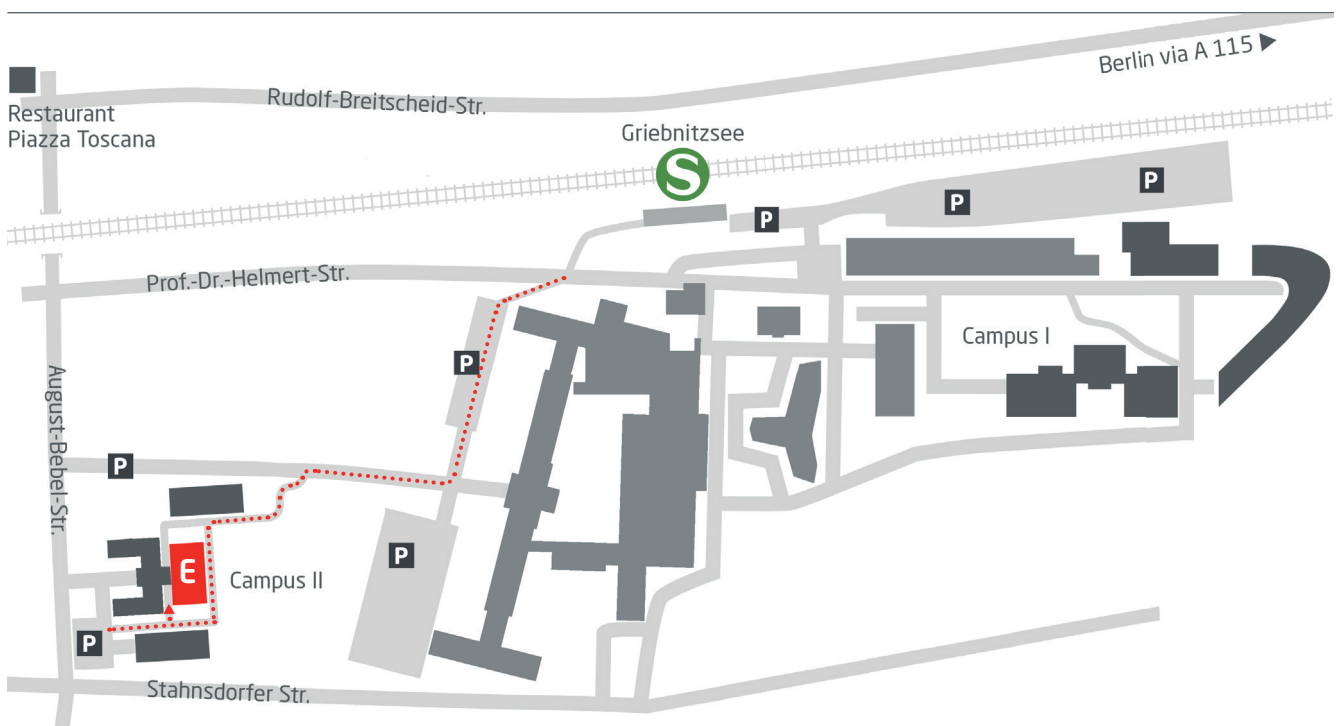 Berlin via A 115
Rudolf-Breitscheid-Str.
Restaurant
Piazza Toscana
Griebnitzsee
S
P
P
P
Prof.-Dr.-Helmert-Str.
Campus I
P
August-Bebel-Str.
P
P
E
Campus II
P
Stahnsdorfer Str.